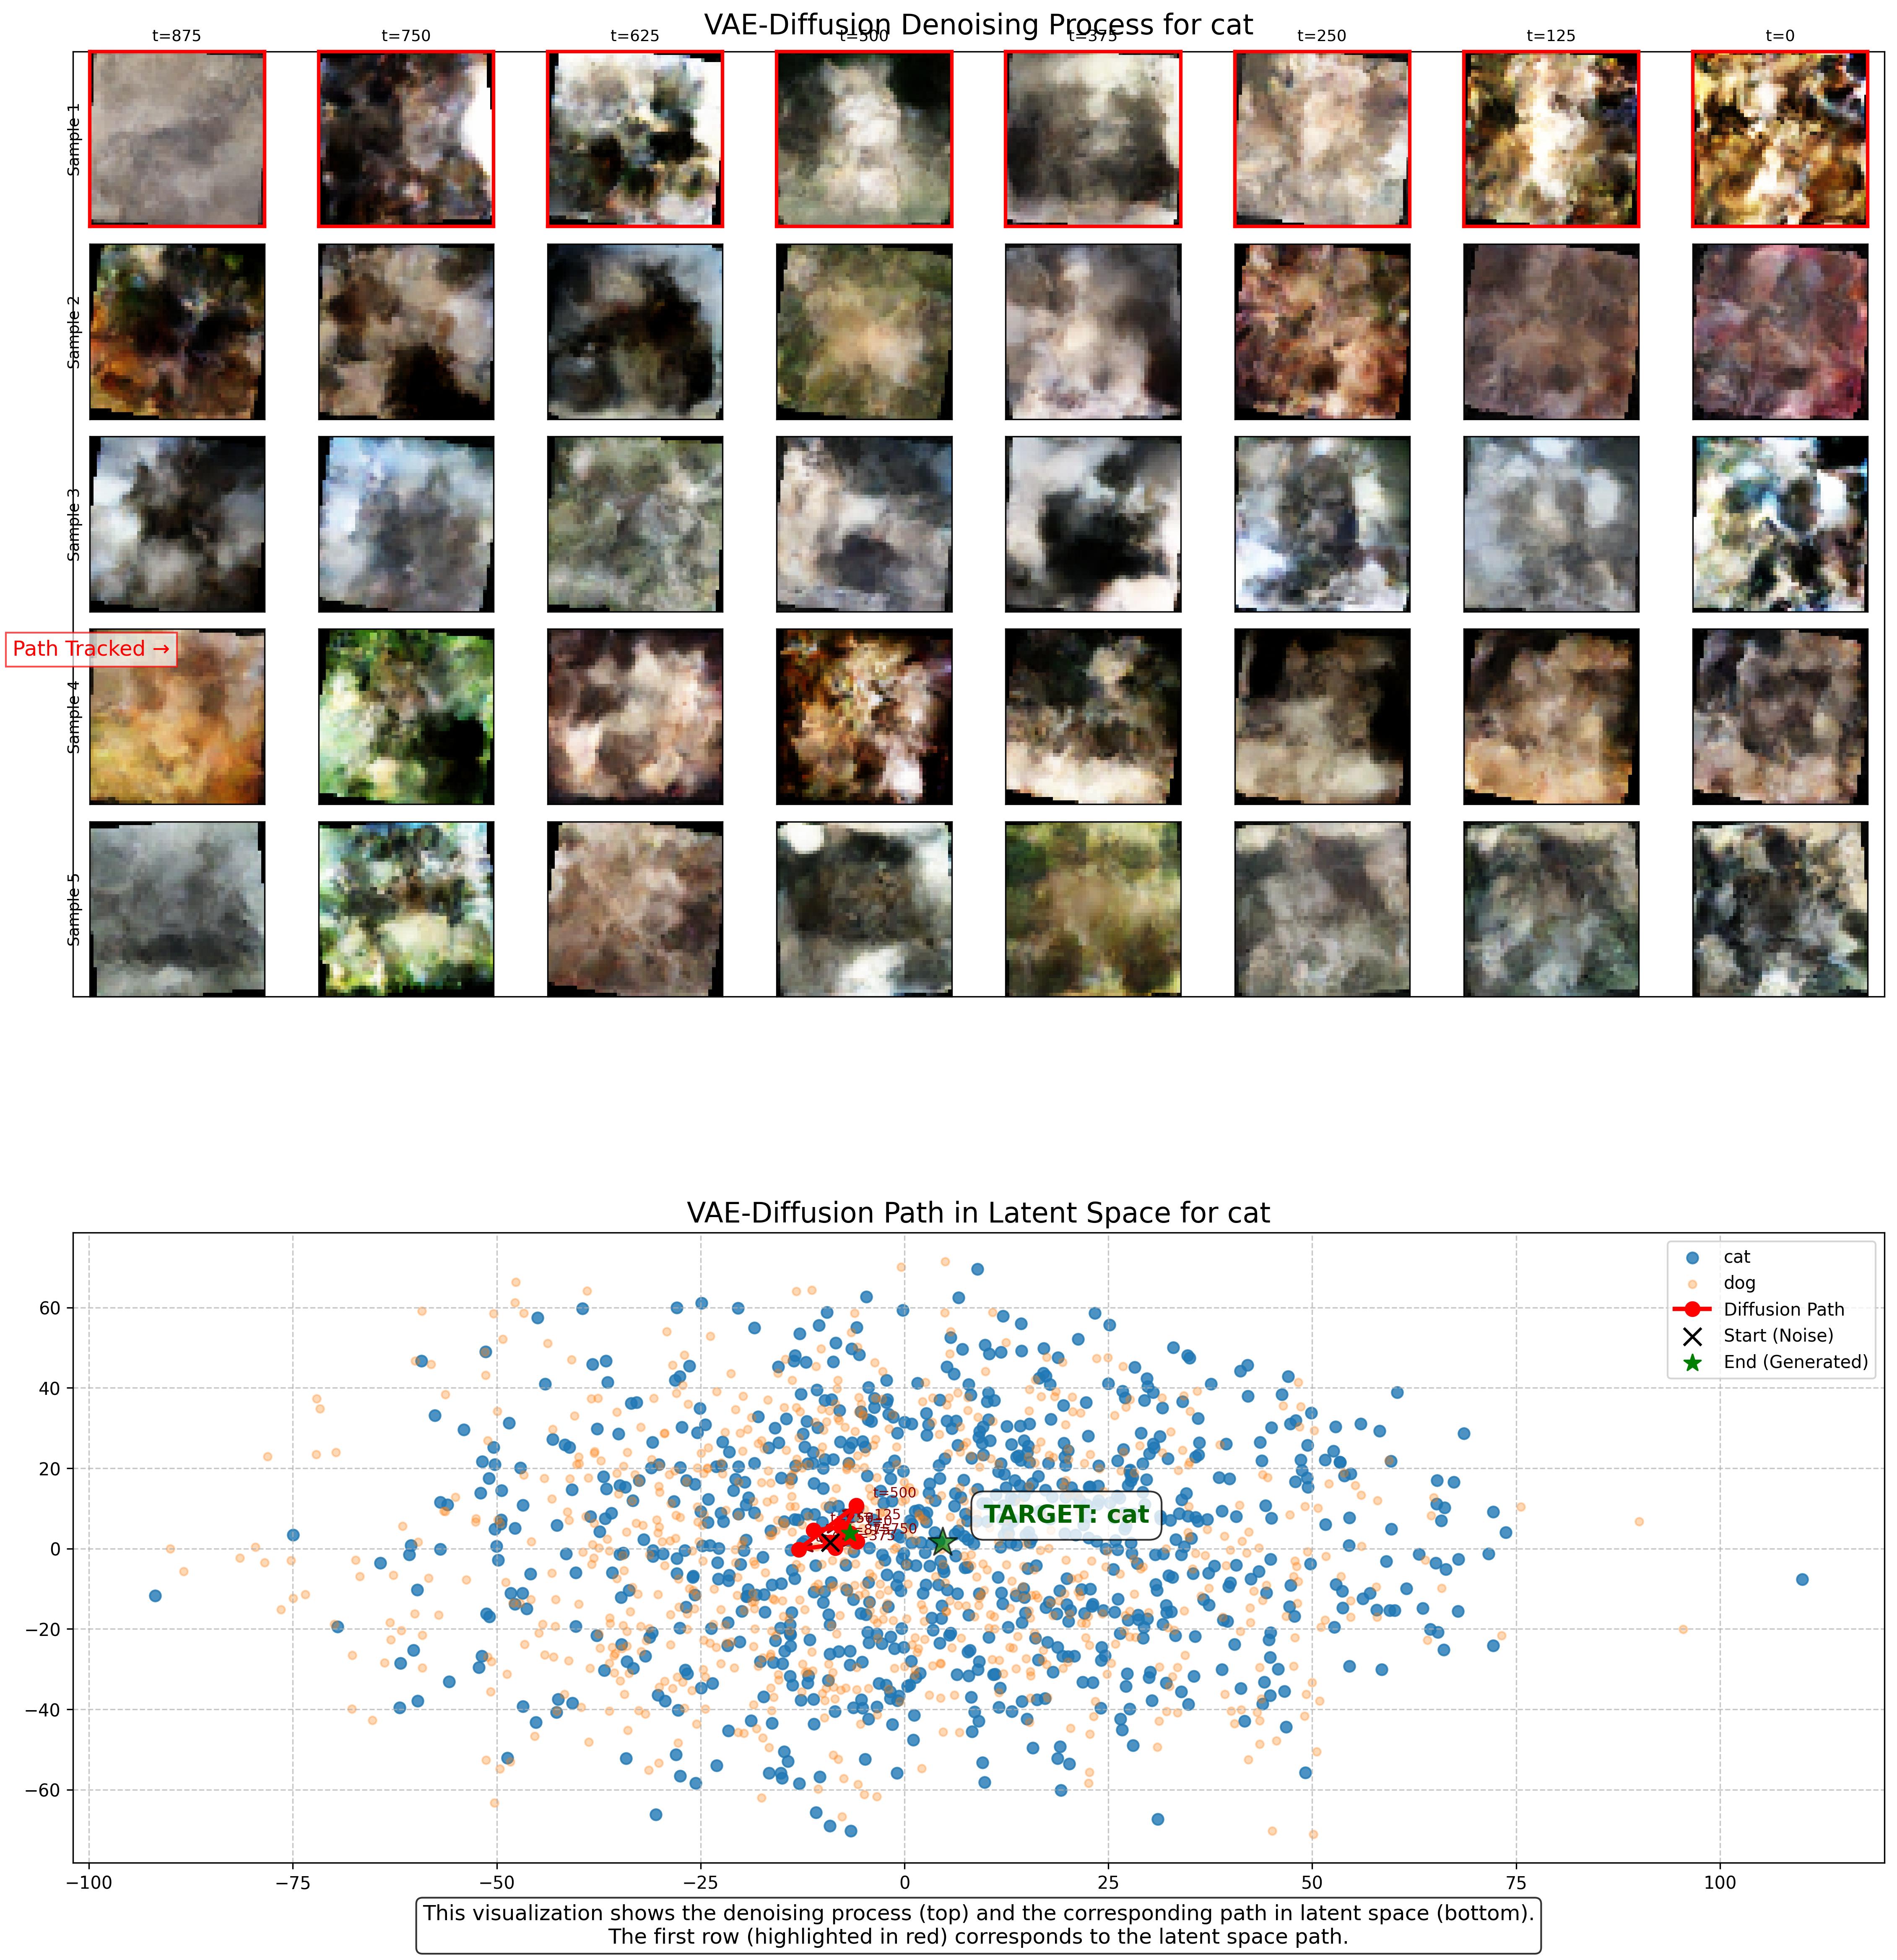 VAE-Diffusion Denoising Process for cat
t=875
t=750
t=625
t=500
t=375
t=250
t=125
t=0
Sample 1
Sample 2
Sample 3
Path Tracked →
Sample 4
Sample 5
VAE-Diffusion Path in Latent Space for cat
cat
dog
Diffusion Path
Start (Noise)
End (Generated)
60
40
20
0
−20
−40
−60
t=500
TARGET: cat
−100
−75
−50
−25
0
25
50
75
100
This visualization shows the denoising process (top) and the corresponding path in latent space (bottom).
The first row (highlighted in red) corresponds to the latent space path.